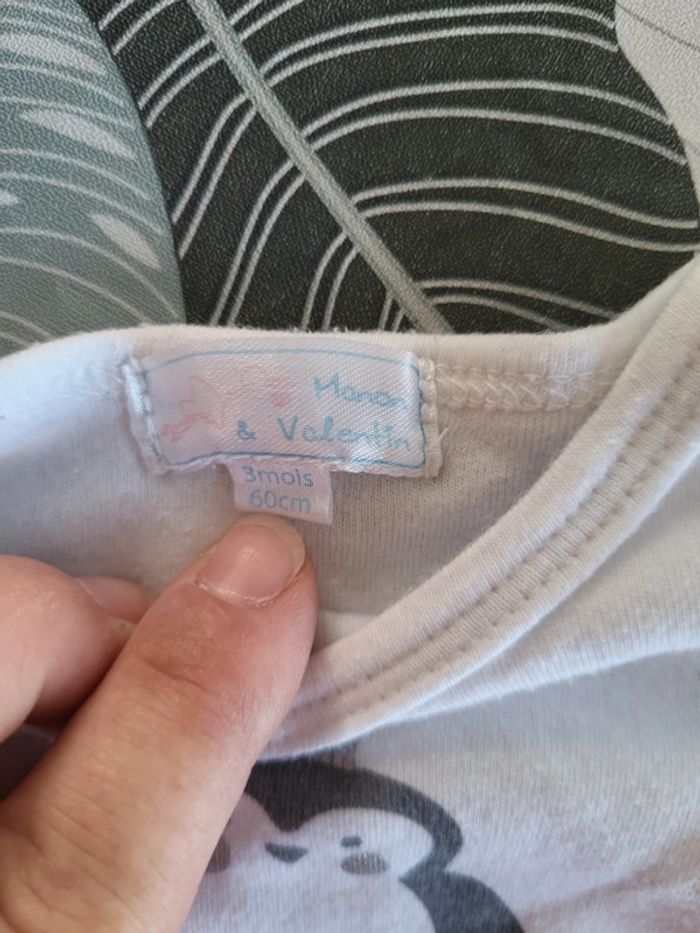 Manon
& Valentin
3mois
60cm